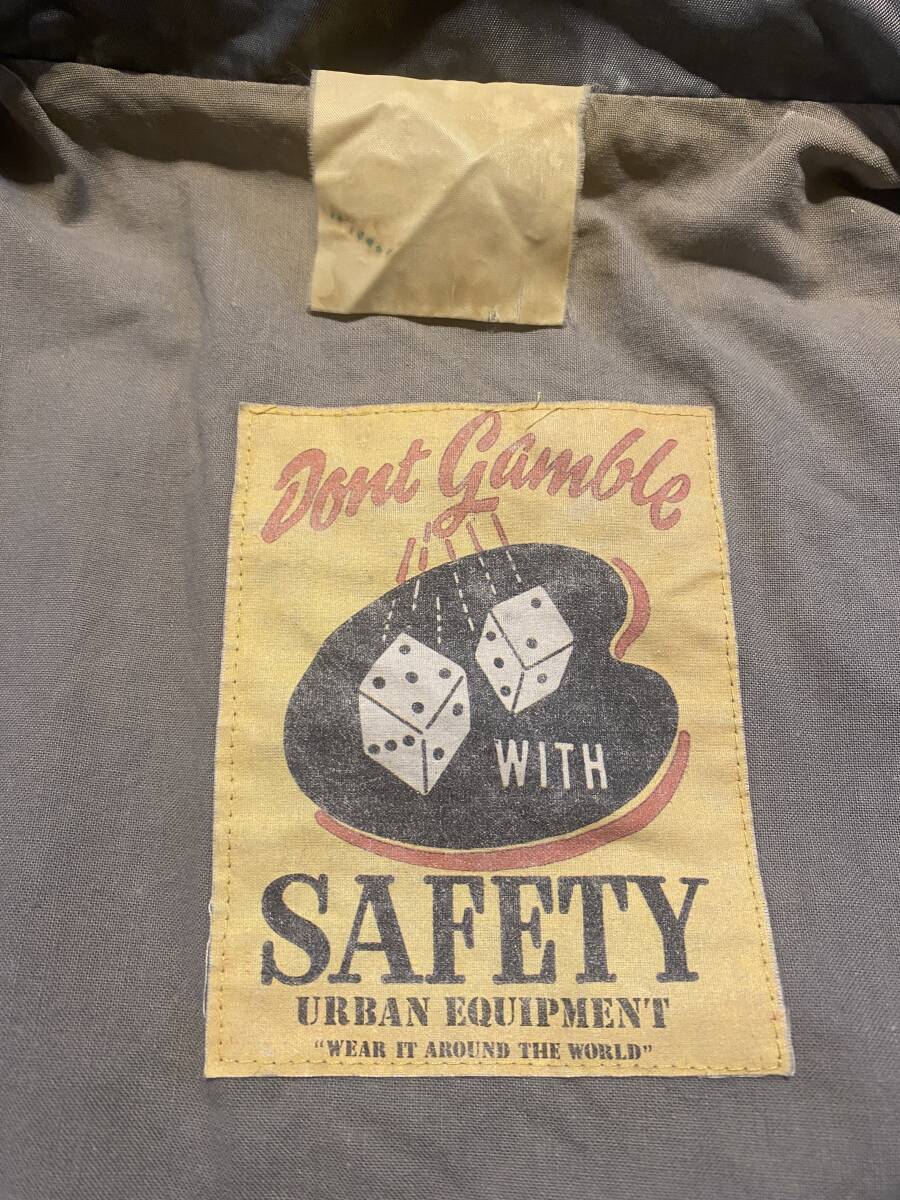 Dont Gamble
WITH
SAFETY
URBAN EQUIPMENT
"WEAR IT AROUND THE WORLD"